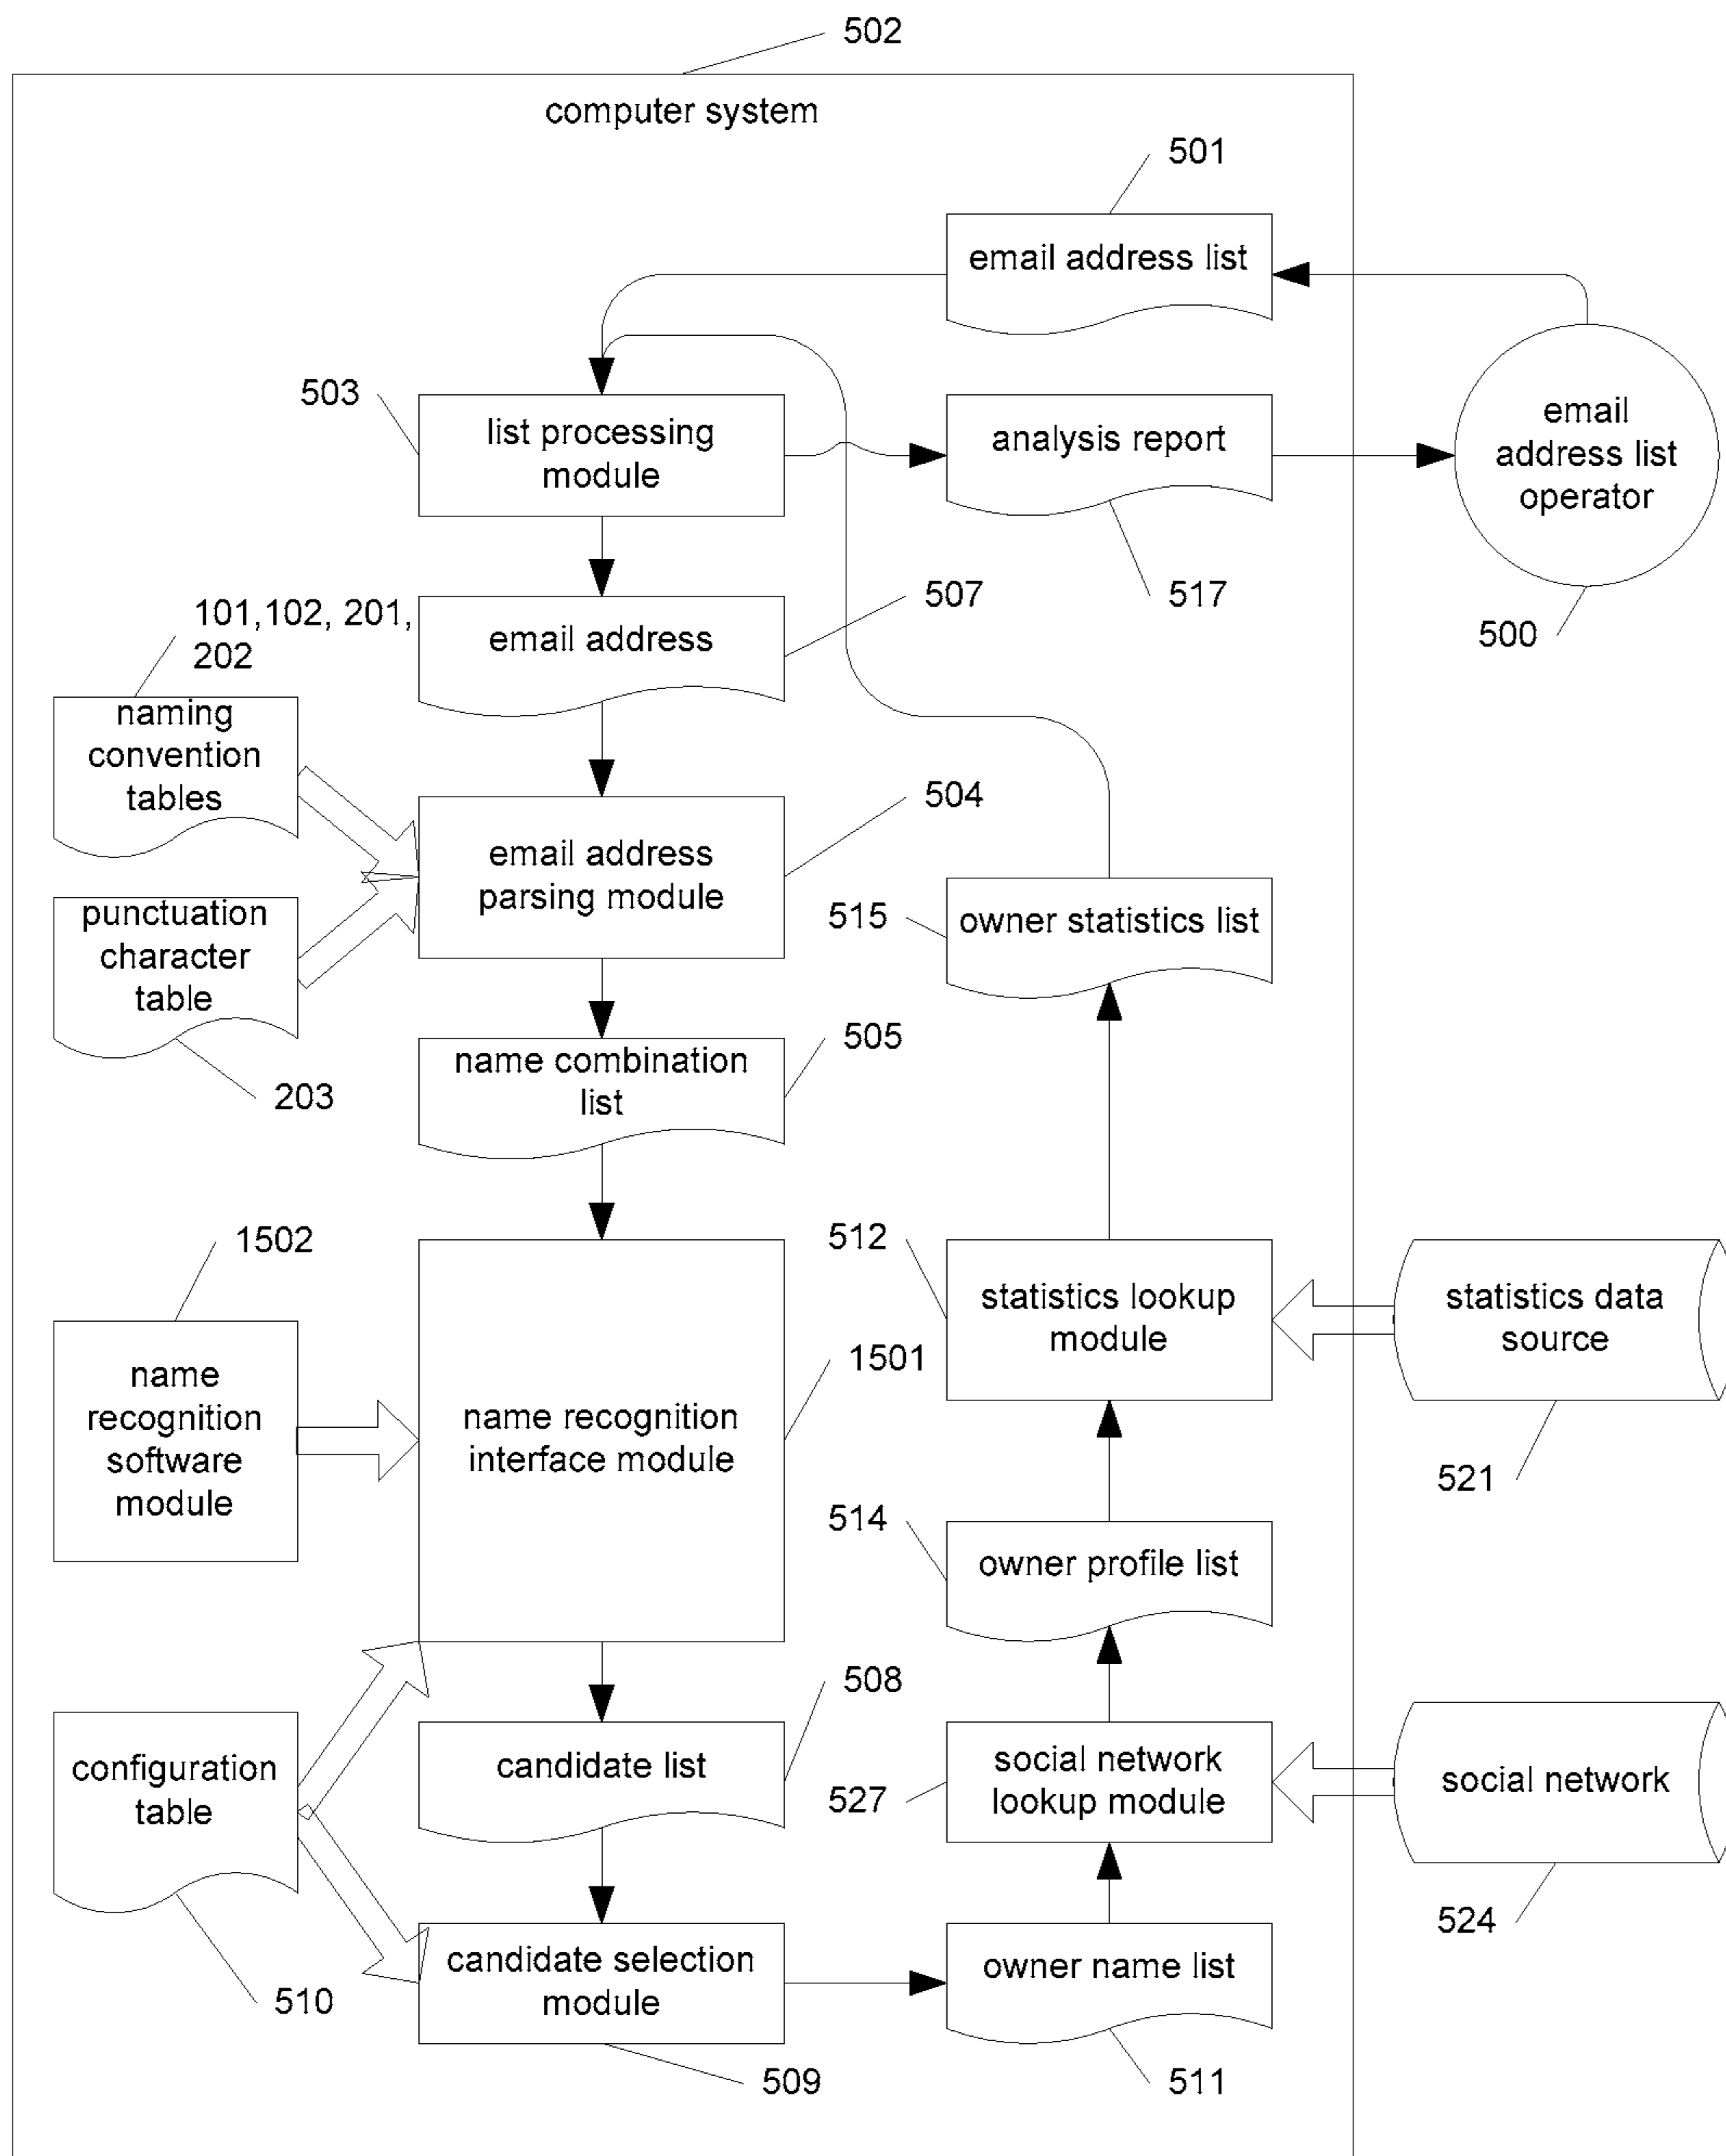 502
computer system
501
email address list
503
list processing
module
analysis report
email
address list
operator
517
500
101,102, 201,
202
email address
507
naming
convention
tables
email address
parsing module
504
punctuation
character
table
203
515
owner statistics list
name combination
list
505
1502
name
recognition
software
module
name recognition
interface module
1501
512
statistics lookup
module
statistics data
source
521
514
owner profile list
508
configuration
table
510
candidate list
527
social network
lookup module
social network
524
candidate selection
module
509
owner name list
511